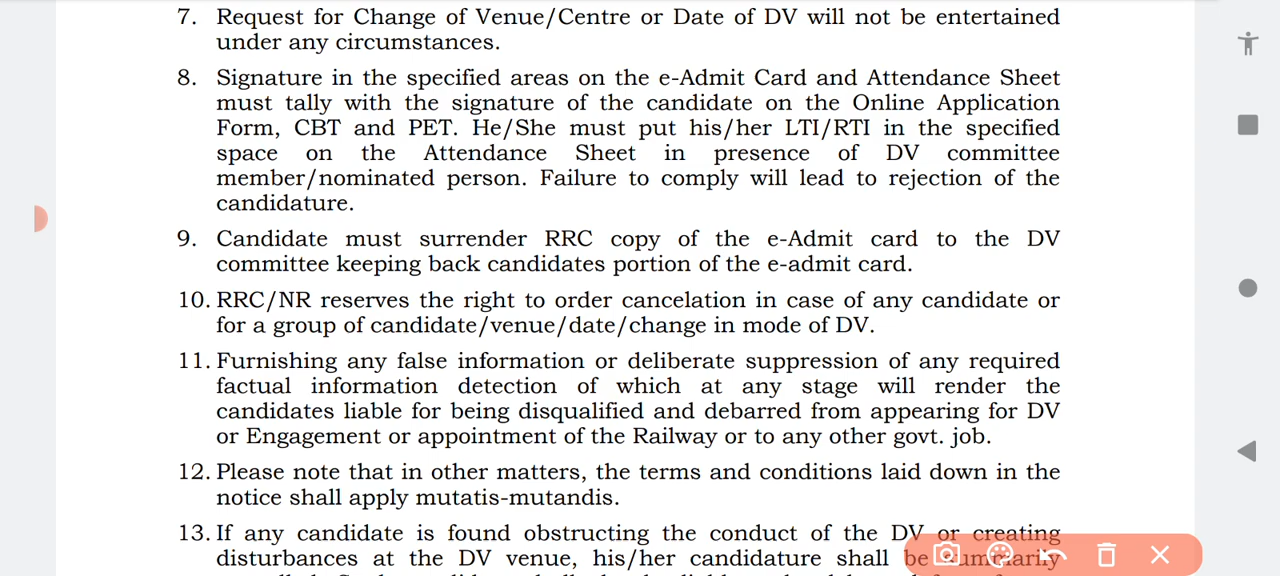 7. Request for Change of Venue/Centre or Date of DV will not be entertained
under any circumstances.
8. Signature in the specified areas on the e-Admit Card and Attendance Sheet
must tally with the signature of the candidate on the Online Application
Form, CBT and PET. He/She must put his/her LTI/RTI in the specified
space on the Attendance Sheet in presence of DV committee
member/nominated person. Failure to comply will lead to rejection of the
candidature.
9. Candidate must surrender RRC copy of the e-Admit card to the DV
committee keeping back candidates portion of the e-admit card.
10. RRC/NR reserves the right to order cancelation in case of any candidate or
for a group of candidate/venue/date/change in mode of DV.
11. Furnishing any false information or deliberate suppression of any required
factual information detection of which at any stage will render the
candidates liable for being disqualified and debarred from appearing for DV
or Engagement or appointment of the Railway or to any other govt. job.
12. Please note that in other matters, the terms and conditions laid down in the
notice shall apply mutatis-mutandis.
13. If any candidate is found obstructing the conduct of the DV or creating
disturbances at the DV venue, his/her candidature shall be